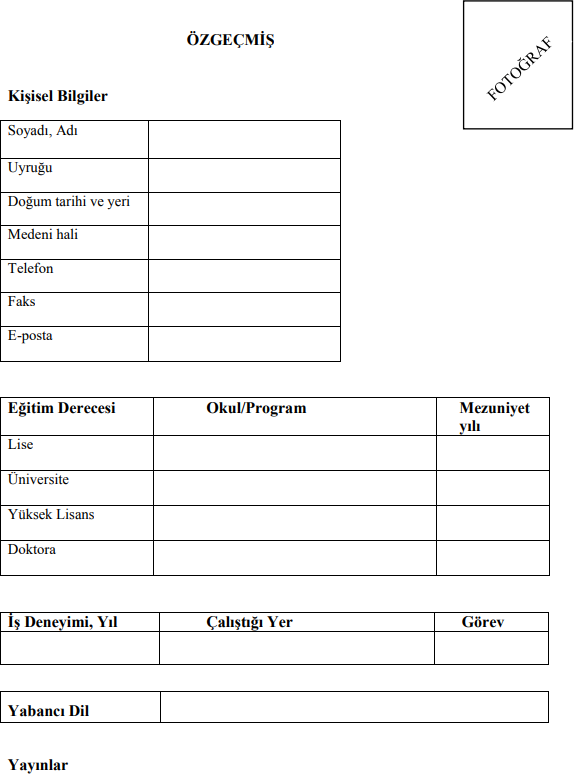 ÖZGEÇMİŞ
FOTOĞRAF
Kişisel Bilgiler
Soyadı, Adı
Uyruğu
Doğum tarihi ve yeri
Medeni hali
Telefon
Faks
E-posta
Eğitim Derecesi Okul/Program Mezuniyet
yılı
Lise
Üniversite
Yüksek Lisans
Doktora
İş Deneyimi, Yıl Çalıştığı Yer Görev
Yabancı Dil
Yayınlar